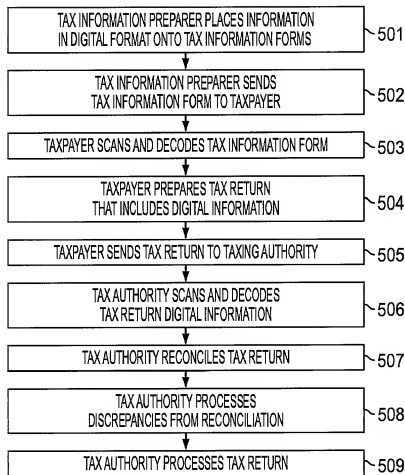 TAX INFORMATION PREPARER PLACES INFORMATION
IN DIGITAL FORMAT ONTO TAX INFORMATION FORMS
501
TAX INFORMATION PREPARER SENDS
TAX INFORMATION FORM TO TAXPAYER
502
TAXPAYER SCANS AND DECODES TAX INFORMATION FORM
503
TAXPAYER PREPARES TAX RETURN
THAT INCLUDES DIGITAL INFORMATION
504
TAXPAYER SENDS TAX RETURN TO TAXING AUTHORITY
505
TAX AUTHORITY SCANS AND DECODES
TAX RETURN DIGITAL INFORMATION
506
TAX AUTHORITY RECONCILES TAX RETURN
507
TAX AUTHORITY PROCESSES
DISCREPANCIES FROM RECONCILIATION
508
TAX AUTHORITY PROCESSES TAX RETURN
509